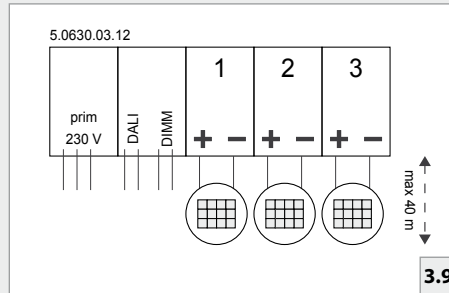 5.0630.03.12
1 2 3
prim
230 V
DALI
DIMM
+ − + − + −
max 40 m
3.9